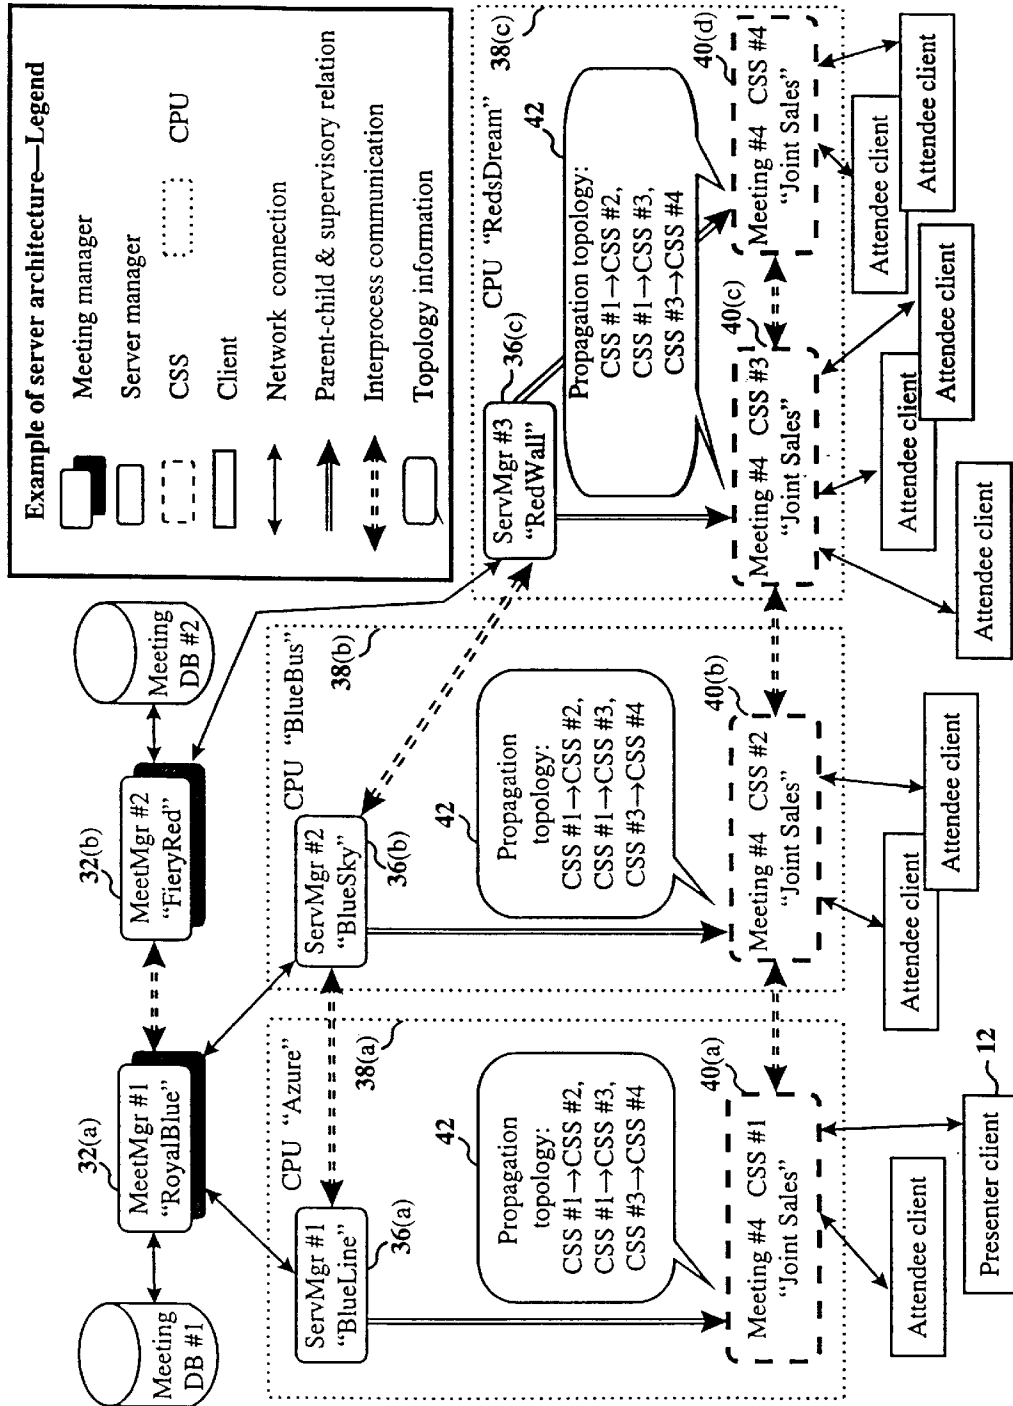 Example of server architecture—Legend
Meeting manager
Server manager
CSS
CPU
Client
Network connection
Parent-child & supervisory relation
Interprocess communication
Topology information
Meeting
DB #1
32(a)
MeetMgr #1
“RoyalBlue”
32(b)
MeetMgr #2
“FieryRed”
Meeting
DB #2
CPU “Azure”
38(a)
ServMgr #1
“BlueLine”
36(a)
42
Propagation
topology:
CSS #1→CSS #2,
CSS #1→CSS #3,
CSS #3→CSS #4
40(a)
Meeting #4 CSS #1
“Joint Sales”
Attendee client
Presenter client
12
CPU “BlueBus”
38(b)
ServMgr #2
“BlueSky”
36(b)
42
Propagation
topology:
CSS #1→CSS #2,
CSS #1→CSS #3,
CSS #3→CSS #4
40(b)
Meeting #4 CSS #2
“Joint Sales”
Attendee client
Attendee client
CPU “RedsDream”
38(c)
36(c)
ServMgr #3
“RedWall”
42
Propagation topology:
CSS #1→CSS #2,
CSS #1→CSS #3,
CSS #3→CSS #4
40(c)
Meeting #4 CSS #3
“Joint Sales”
40(d)
Meeting #4 CSS #4
“Joint Sales”
Attendee client
Attendee client
Attendee client
Attendee client
Attendee client